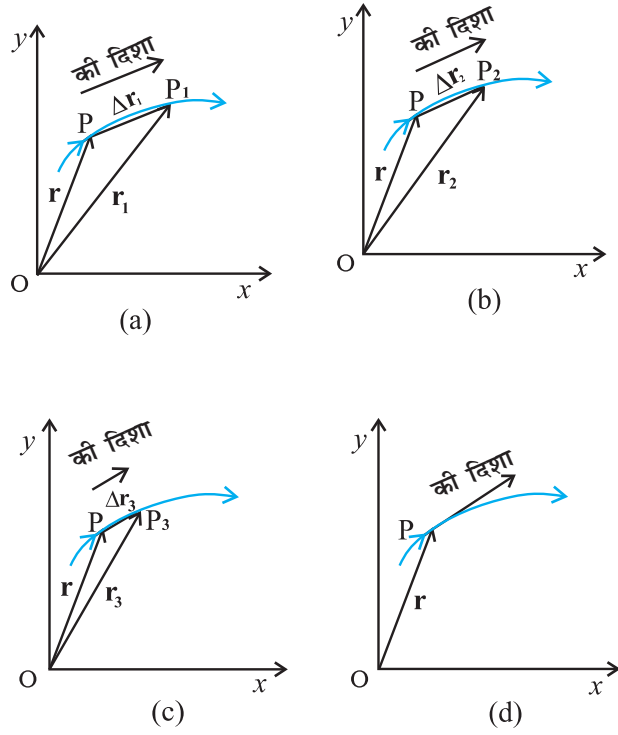 y
की दिशा
Δr₁
P P₁
r r₁
O x
(a)
y
की दिशा
Δr₂
P P₂
r r₂
O x
(b)
y
की दिशा
Δr₃
P P₃
r r₃
O x
(c)
y
की दिशा
P
r
O x
(d)